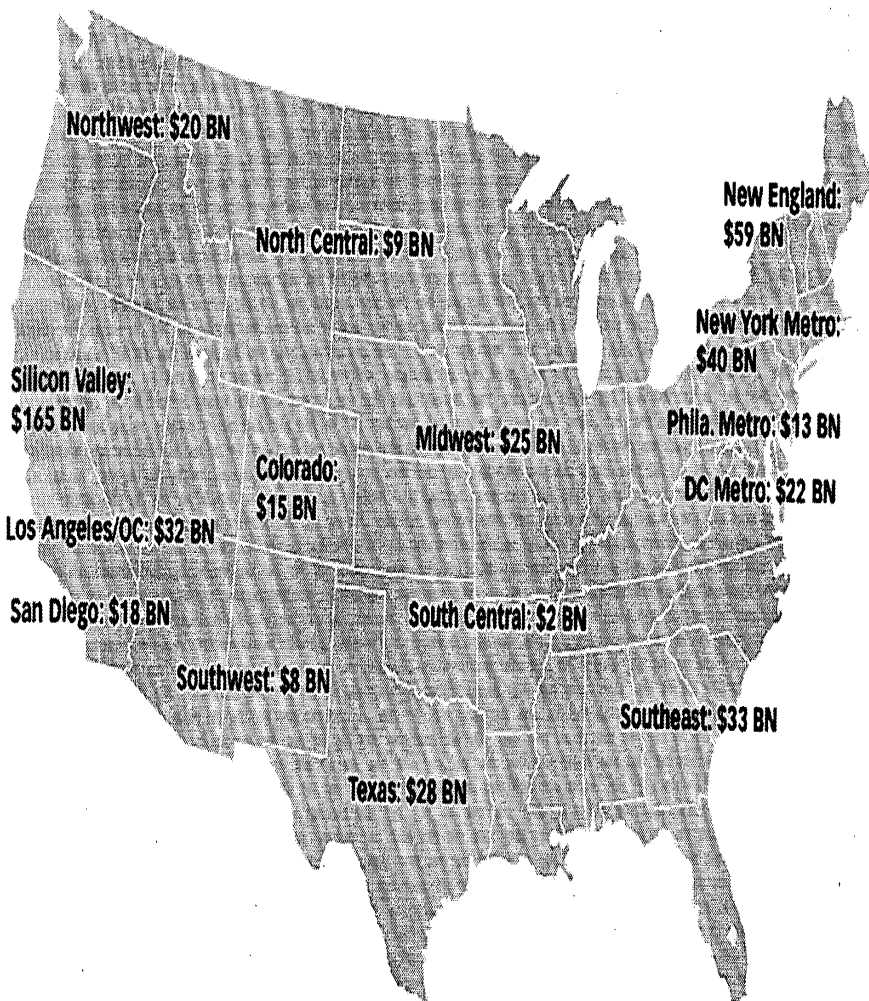 Northwest: $20 BN
New England:
$59 BN
North Central: $9 BN
New York Metro:
$40 BN
Silicon Valley:
$165 BN
Midwest: $25 BN
Phila. Metro: $13 BN
Colorado:
$15 BN
DC Metro: $22 BN
Los Angeles/OC: $32 BN
San Diego: $18 BN
South Central: $2 BN
Southwest: $8 BN
Southeast: $33 BN
Texas: $28 BN